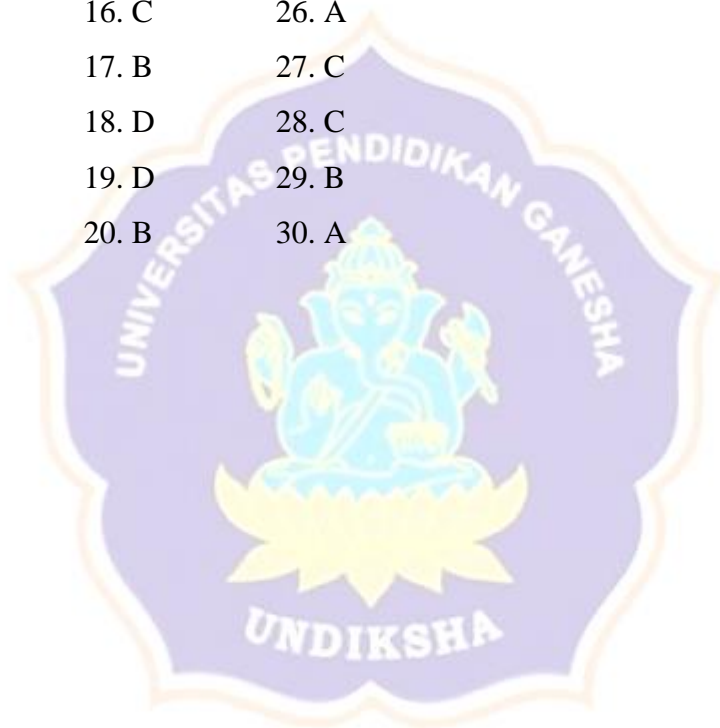 16. C 26. A
17. B 27. C
18. D 28. C
19. D 29. B
20. B 30. A
UNIVERSITAS PENDIDIKAN GANESHA
UNDIKSHA